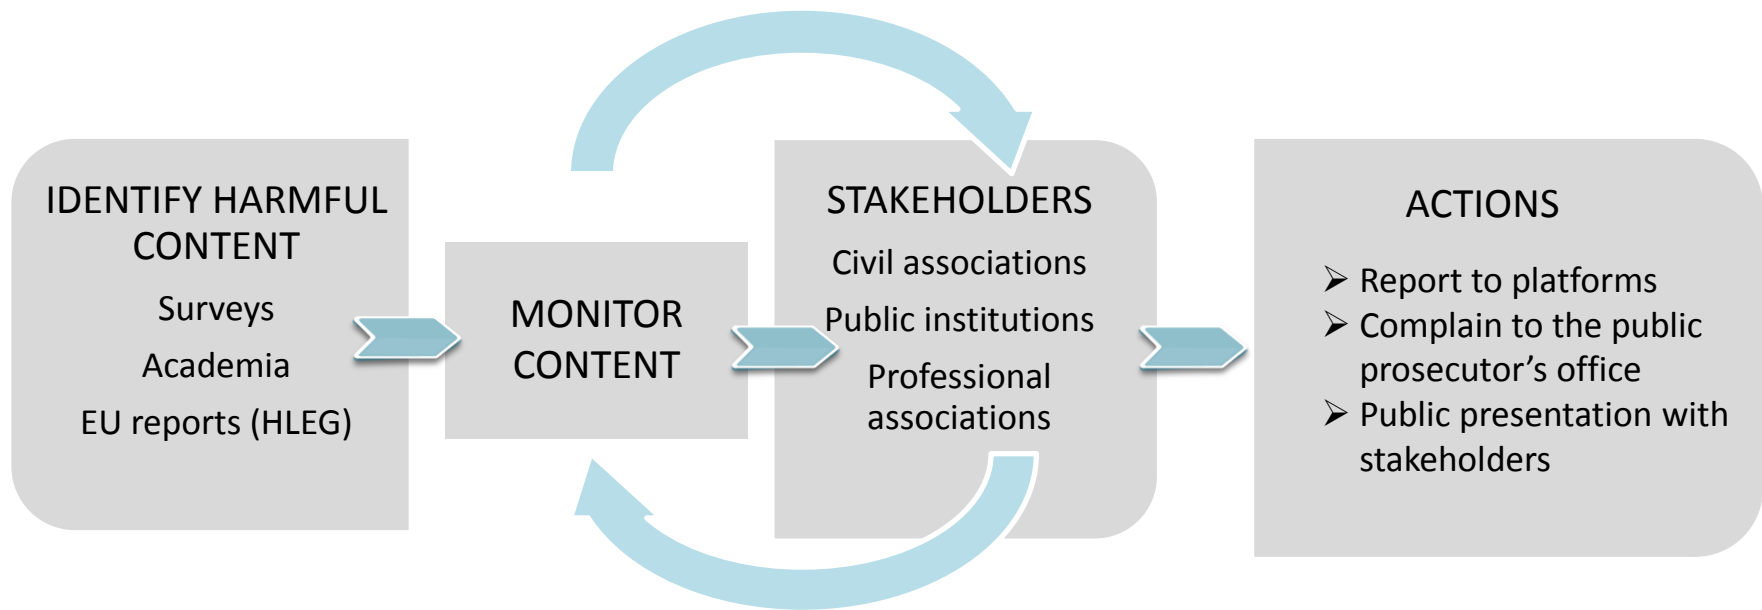 IDENTIFY HARMFUL
CONTENT
Surveys
Academia
EU reports (HLEG)
MONITOR
CONTENT
STAKEHOLDERS
Civil associations
Public institutions
Professional
associations
ACTIONS
➢ Report to platforms
➢ Complain to the public
prosecutor’s office
➢ Public presentation with
stakeholders